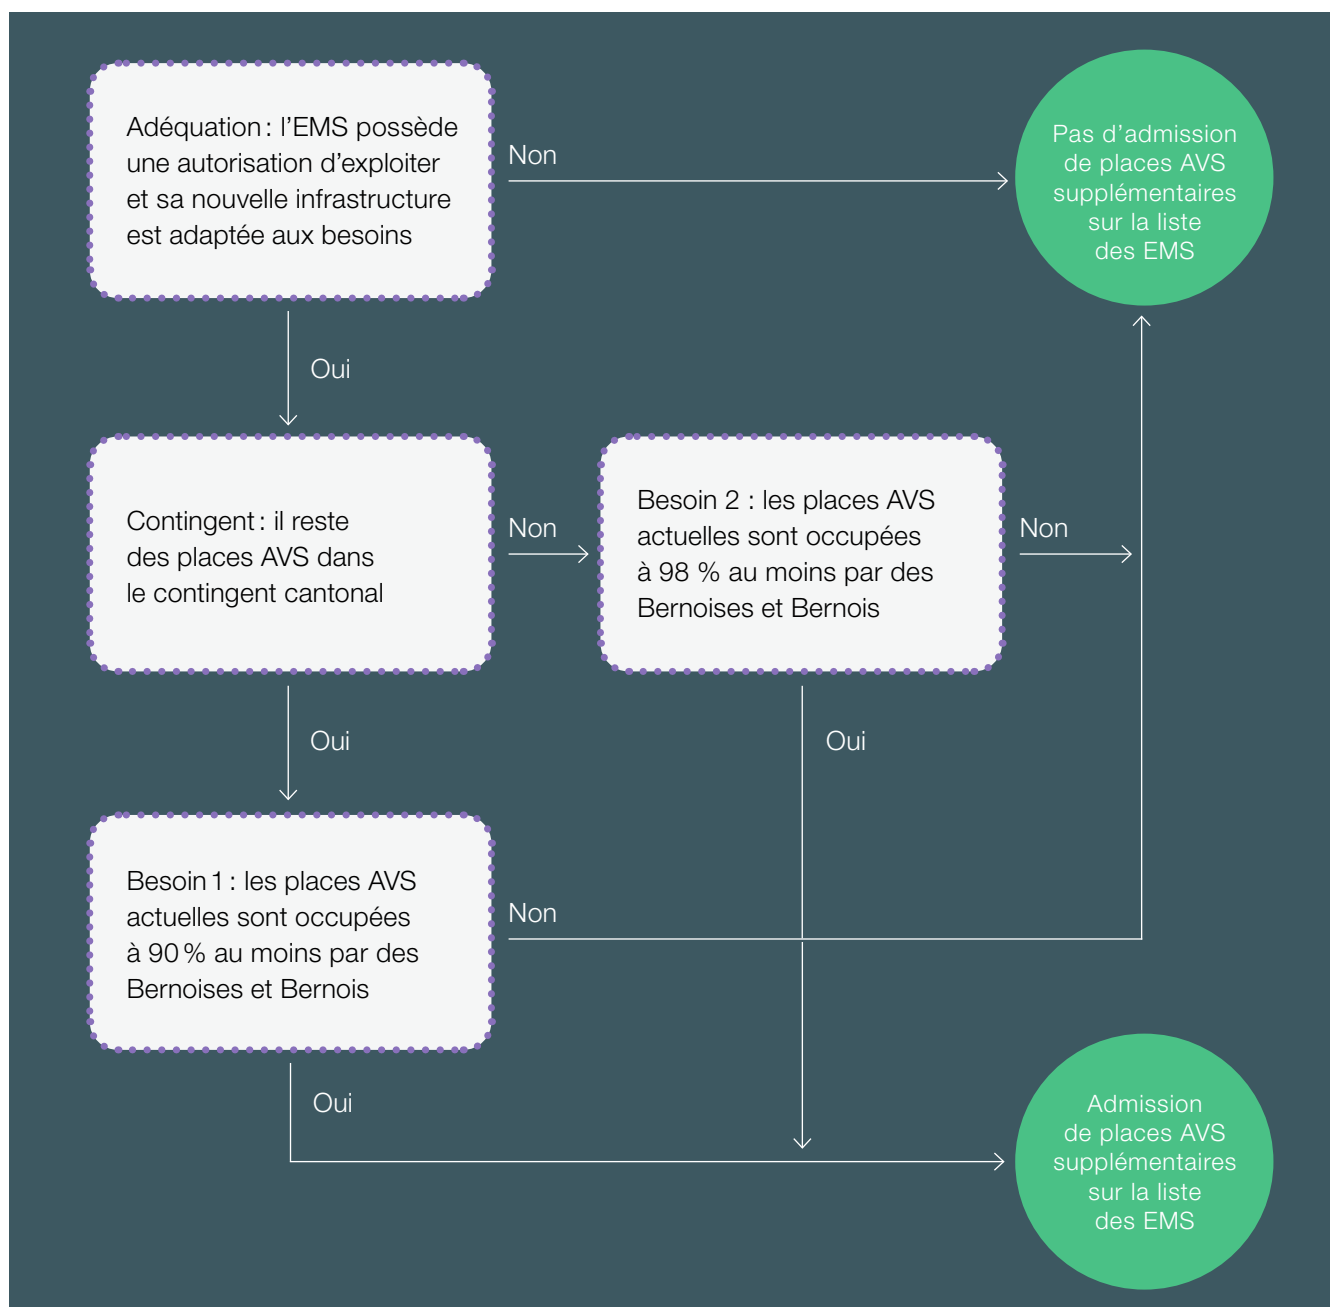 Adéquation : l’EMS possède
une autorisation d’exploiter
et sa nouvelle infrastructure
est adaptée aux besoins
Non
Pas d’admission
de places AVS
supplémentaires
sur la liste
des EMS
Oui
Contingent : il reste
des places AVS dans
le contingent cantonal
Non
Besoin 2 : les places AVS
actuelles sont occupées
à 98 % au moins par des
Bernoises et Bernois
Non
Oui
Oui
Besoin 1 : les places AVS
actuelles sont occupées
à 90 % au moins par des
Bernoises et Bernois
Non
Oui
Admission
de places AVS
supplémentaires
sur la liste
des EMS